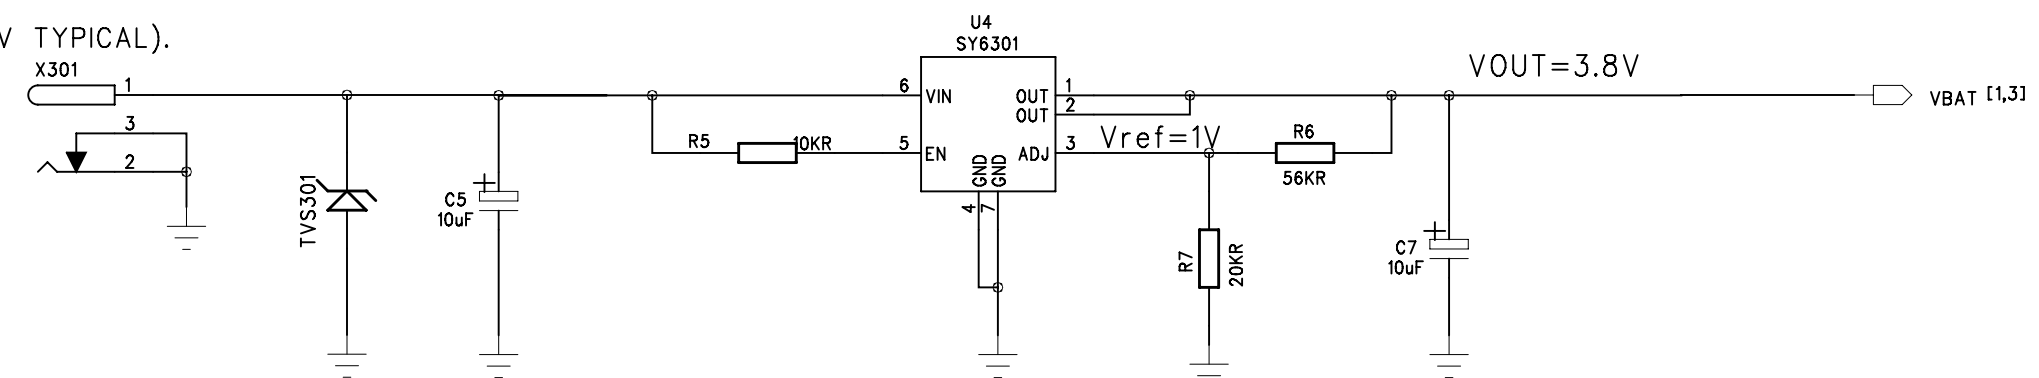 V TYPICAL).
X301
1
3
2
TVS301
C5
10uF
R5
10KR
U4
SY6301
6
VIN
5
EN
OUT
1
OUT
2
ADJ
3
GND
GND
4
7
Vref=1V
R6
56KR
R7
20KR
VOUT=3.8V
C7
10uF
VBAT [1,3]